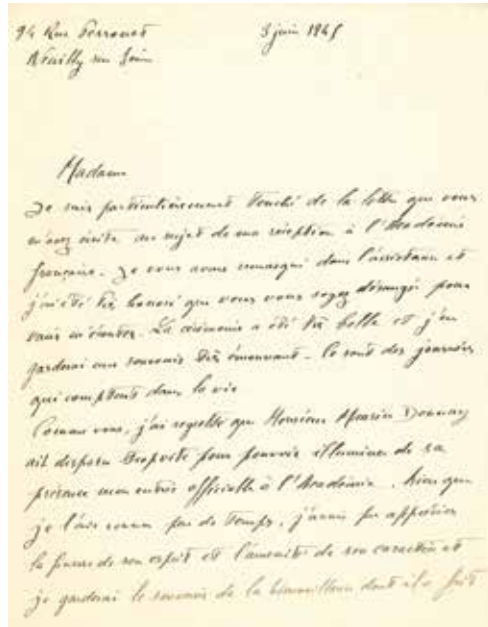 94 Rue Perronet
Neuilly sur Seine
3 juin 1945
Madame
Je suis particulièrement touché de la lettre que vous
m'avez écrite au sujet de ma réception à l'Académie
française. Je vous avais remarqué dans l'assistance et
j'ai été très honoré que vous vous soyez dérangée pour
venir m'écouter. La cérémonie a été très belle et j'en
garderai un souvenir très émouvant. Ce sont des journées
qui comptent dans la vie
Comme vous, j'ai regretté que Monsieur Maurice Donnay
ait disparu trop vite pour pouvoir illuminer de sa
présence mon entrée officielle à l'Académie. Bien que
je l'aie connu peu de temps, j'avais pu apprécier
la finesse de son esprit et l'aménité de son caractère et
je garderai le souvenir de la bienveillance dont il a fait